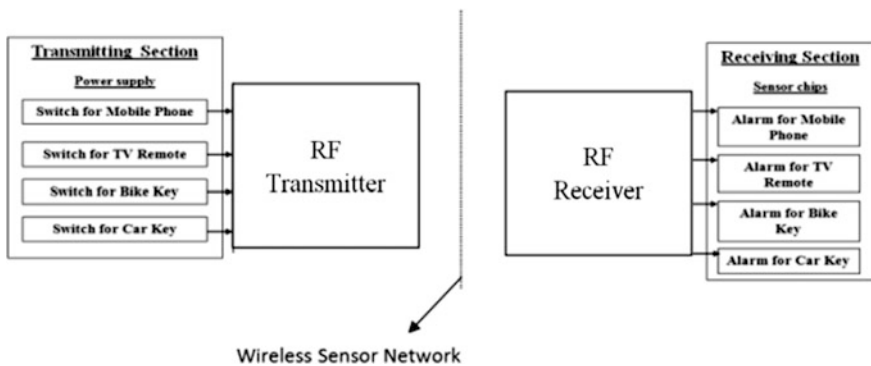 Transmitting Section
Power supply
Switch for Mobile Phone
Switch for TV Remote
Switch for Bike Key
Switch for Car Key
RF
Transmitter
RF
Receiver
Receiving Section
Sensor chips
Alarm for Mobile
Phone
Alarm for TV
Remote
Alarm for Bike
Key
Alarm for Car Key
Wireless Sensor Network